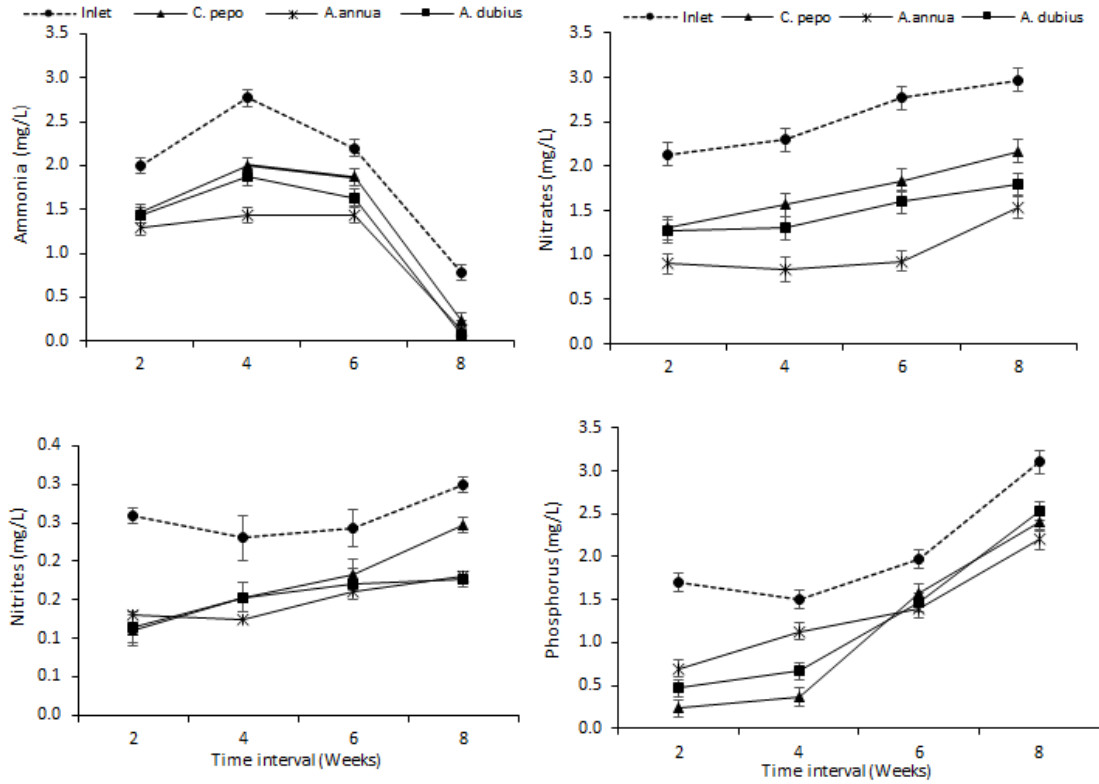 Inlet C. pepo A.annua A. dubius
Ammonia (mg/L)
3.5
3.0
2.5
2.0
1.5
1.0
0.5
0.0
2 4 6 8
Inlet C. pepo A.annua A. dubius
Nitrates (mg/L)
3.5
3.0
2.5
2.0
1.5
1.0
0.5
0.0
2 4 6 8
Nitrites (mg/L)
0.4
0.3
0.3
0.2
0.2
0.1
0.1
0.0
2 4 6 8
Time interval (Weeks)
Phosphorus (mg/L)
3.5
3.0
2.5
2.0
1.5
1.0
0.5
0.0
2 4 6 8
Time interval (Weeks)